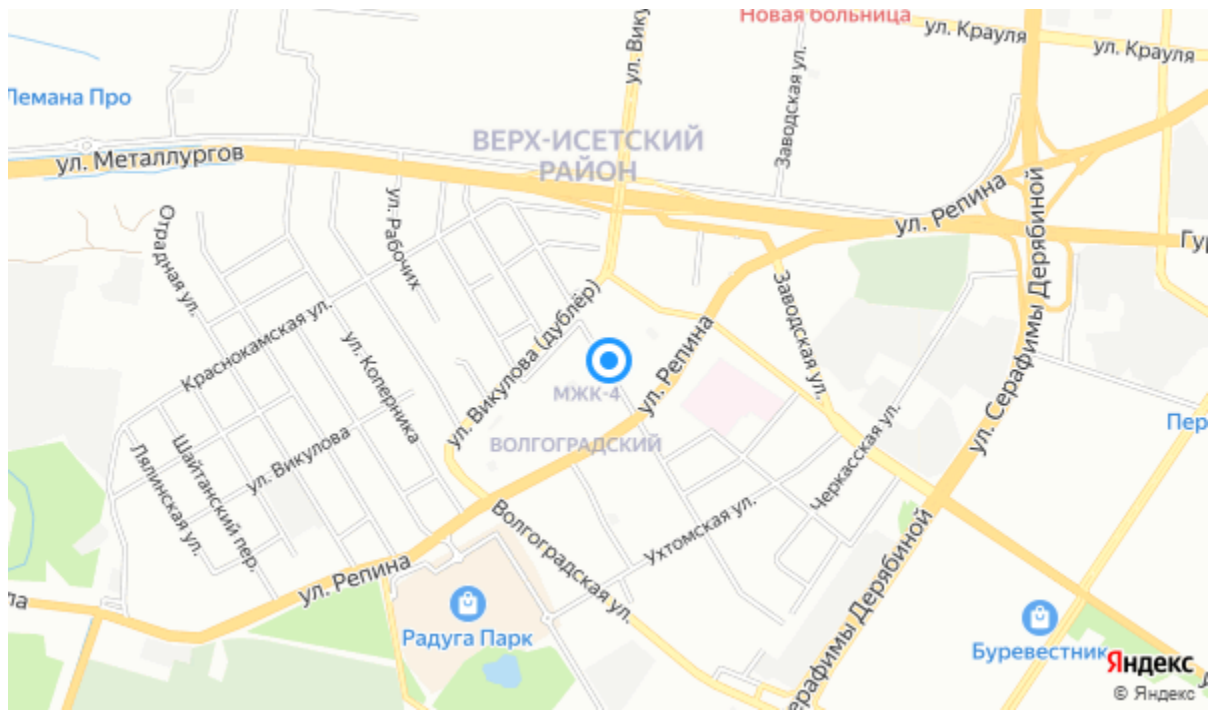 Новая больница
ул. Крауля
ул. Крауля
ул. Вику
Заводская ул.
Лемана Про
ВЕРХ-ИСЕТСКИЙ
РАЙОН
ул. Металлургов
ул. Репина
Отрадная ул.
ул. Рабочих
Гур
Заводская ул.
ул. Серафимы Дерябиной
Краснокамская ул.
ул. Коперника
ул. Викулова (дублёр)
ул. Репина
МЖК-4
ВОЛГОГРАДСКИЙ
Пер
Лялинская ул.
Шайтанский пер.
ул. Викулова
Черкасская ул.
Ухтомская ул.
Волгоградская ул.
ул. Репина
ла
Радуга Парк
ерафимы Дерябиной
Буревестник
Яндекс
© Яндекс